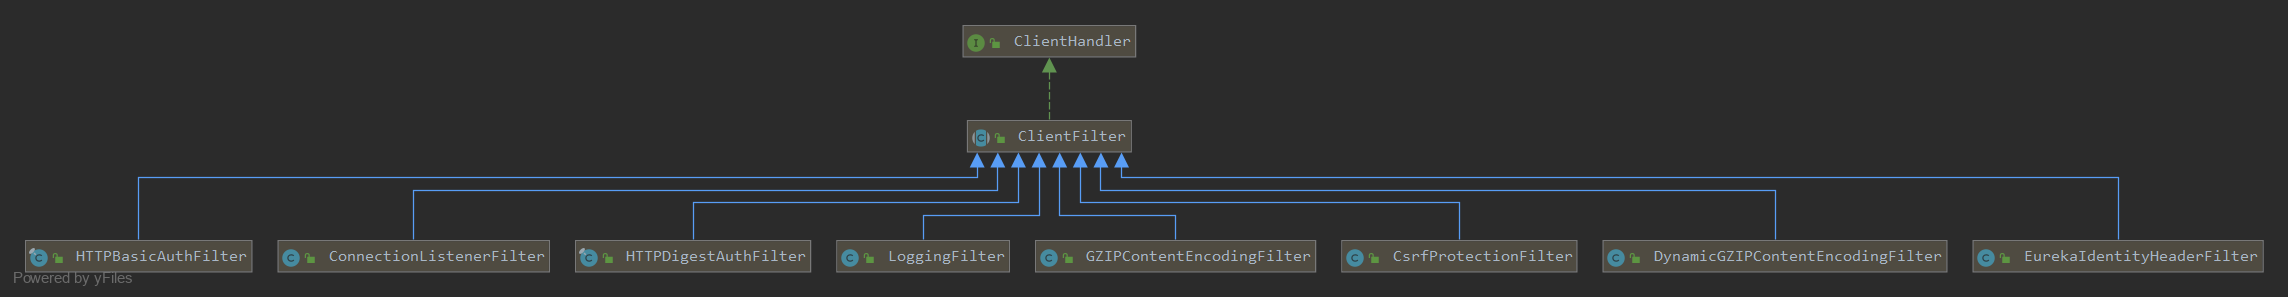 I ClientHandler
C ClientFilter
C HTTPBasicAuthFilter
C ConnectionListenerFilter
C HTTPDigestAuthFilter
C LoggingFilter
C GZIPContentEncodingFilter
C CsrfProtectionFilter
C DynamicGZIPContentEncodingFilter
C EurekaIdentityHeaderFilter
Powered by yFiles